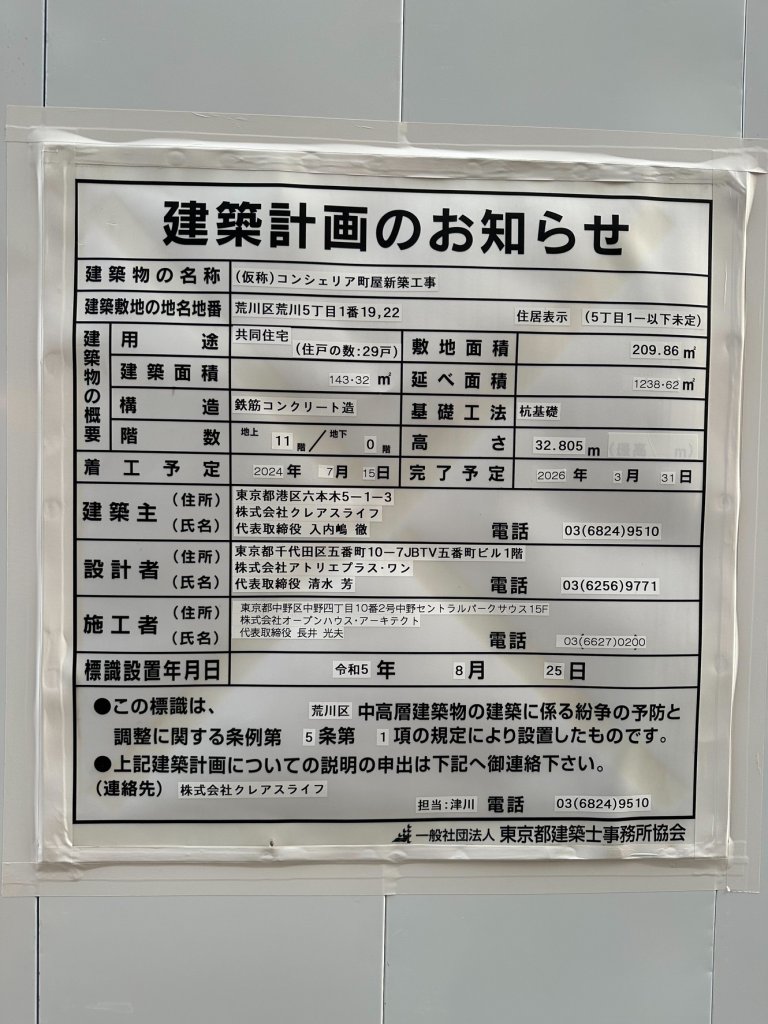 建築計画のお知らせ
建築物の名称 (仮称)コンシェリア町屋新築工事
建築敷地の地名地番 荒川区荒川5丁目1番19,22 住居表示 (5丁目1ー以下未定)
建築物の概要
用途 共同住宅 (住戸の数:29戸) 敷地面積 209.86㎡
建築面積 143・32㎡ 延べ面積 1238・62㎡
構造 鉄筋コンクリート造 基礎工法 杭基礎
階数 地上11階/地下0階 高さ 32.805m (最高 m)
着工予定 2024年7月15日 完了予定 2026年3月31日
建築主 (住所) 東京都港区六本木5ー1ー3
(氏名) 株式会社クレアスライフ
代表取締役 入内嶋 徹 電話 03(6824)9510
設計者 (住所) 東京都千代田区五番町10ー7JBTV五番町ビル1階
(氏名) 株式会社アトリエプラス・ワン
代表取締役 清水 芳 電話 03(6256)9771
施工者 (住所) 東京都中野区中野四丁目10番2号中野セントラルパークサウス15F
(氏名) 株式会社オープンハウス・アーキテクト
代表取締役 長井 光夫 電話 03(6627)0200
標識設置年月日 令和5年8月25日
●この標識は、荒川区 中高層建築物の建築に係る紛争の予防と
調整に関する条例第5条第1項の規定により設置したものです。
●上記建築計画についての説明の申出は下記へ御連絡下さい。
(連絡先) 株式会社クレアスライフ
担当:津川 電話 03(6824)9510
一般社団法人 東京都建築士事務所協会